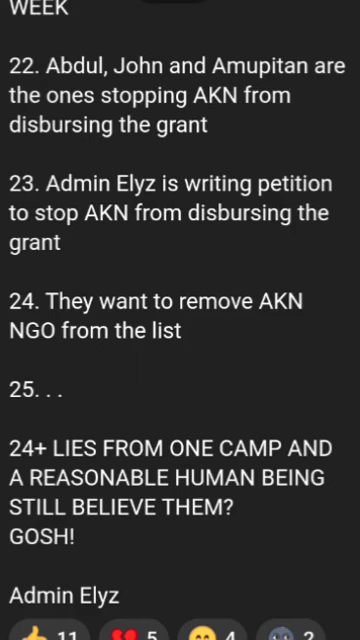 WEEK
22. Abdul, John and Amupitan are
the ones stopping AKN from
disbursing the grant
23. Admin Elyz is writing petition
to stop AKN from disbursing the
grant
24. They want to remove AKN
NGO from the list
25. . .
24+ LIES FROM ONE CAMP AND
A REASONABLE HUMAN BEING
STILL BELIEVE THEM?
GOSH!
Admin Elyz
11 5 4 2